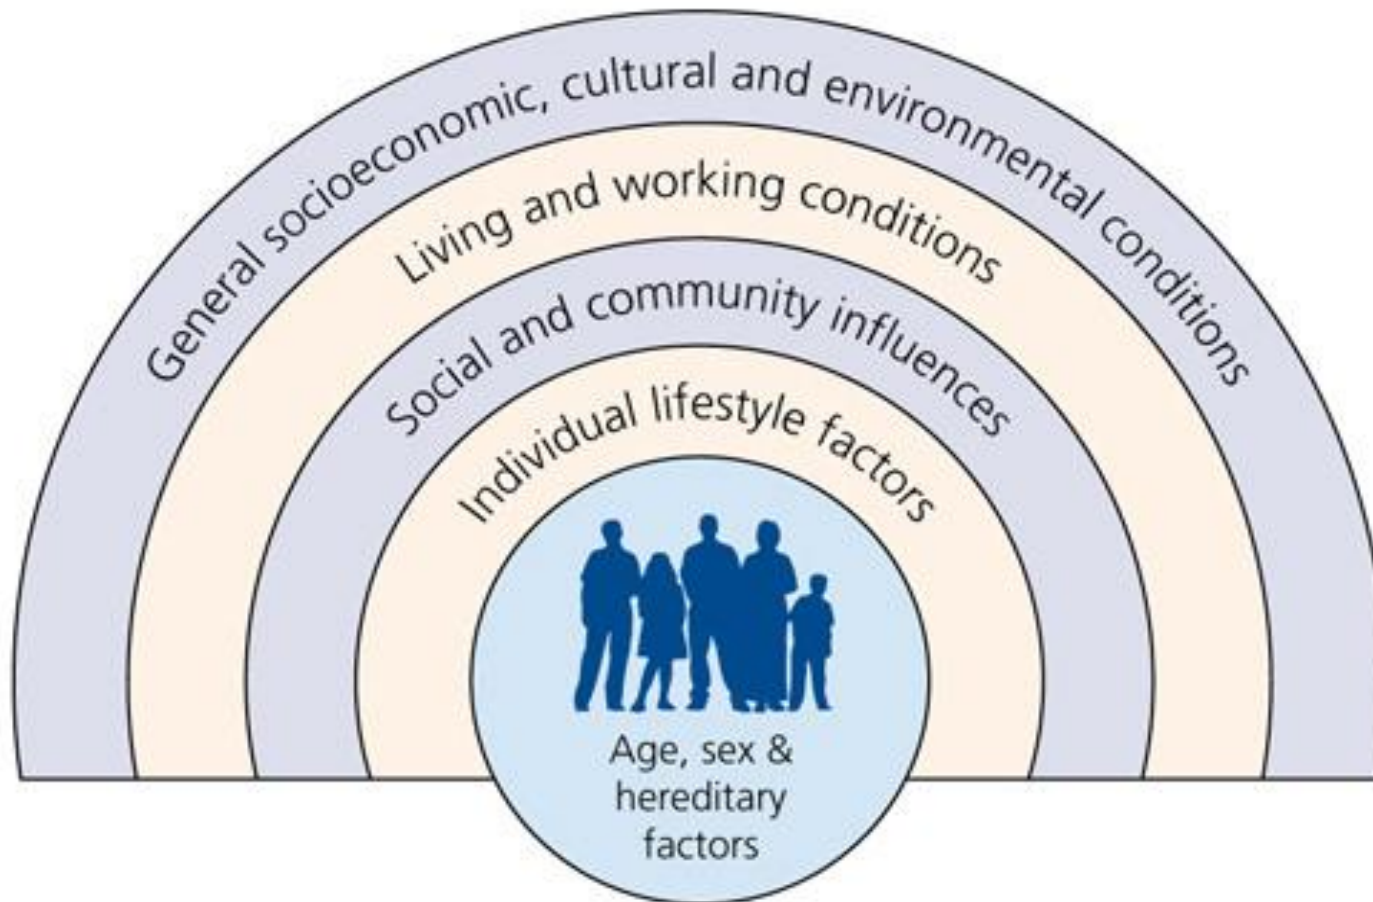 General socioeconomic, cultural and environmental conditions
Living and working conditions
Social and community influences
Individual lifestyle factors
Age, sex &
hereditary
factors